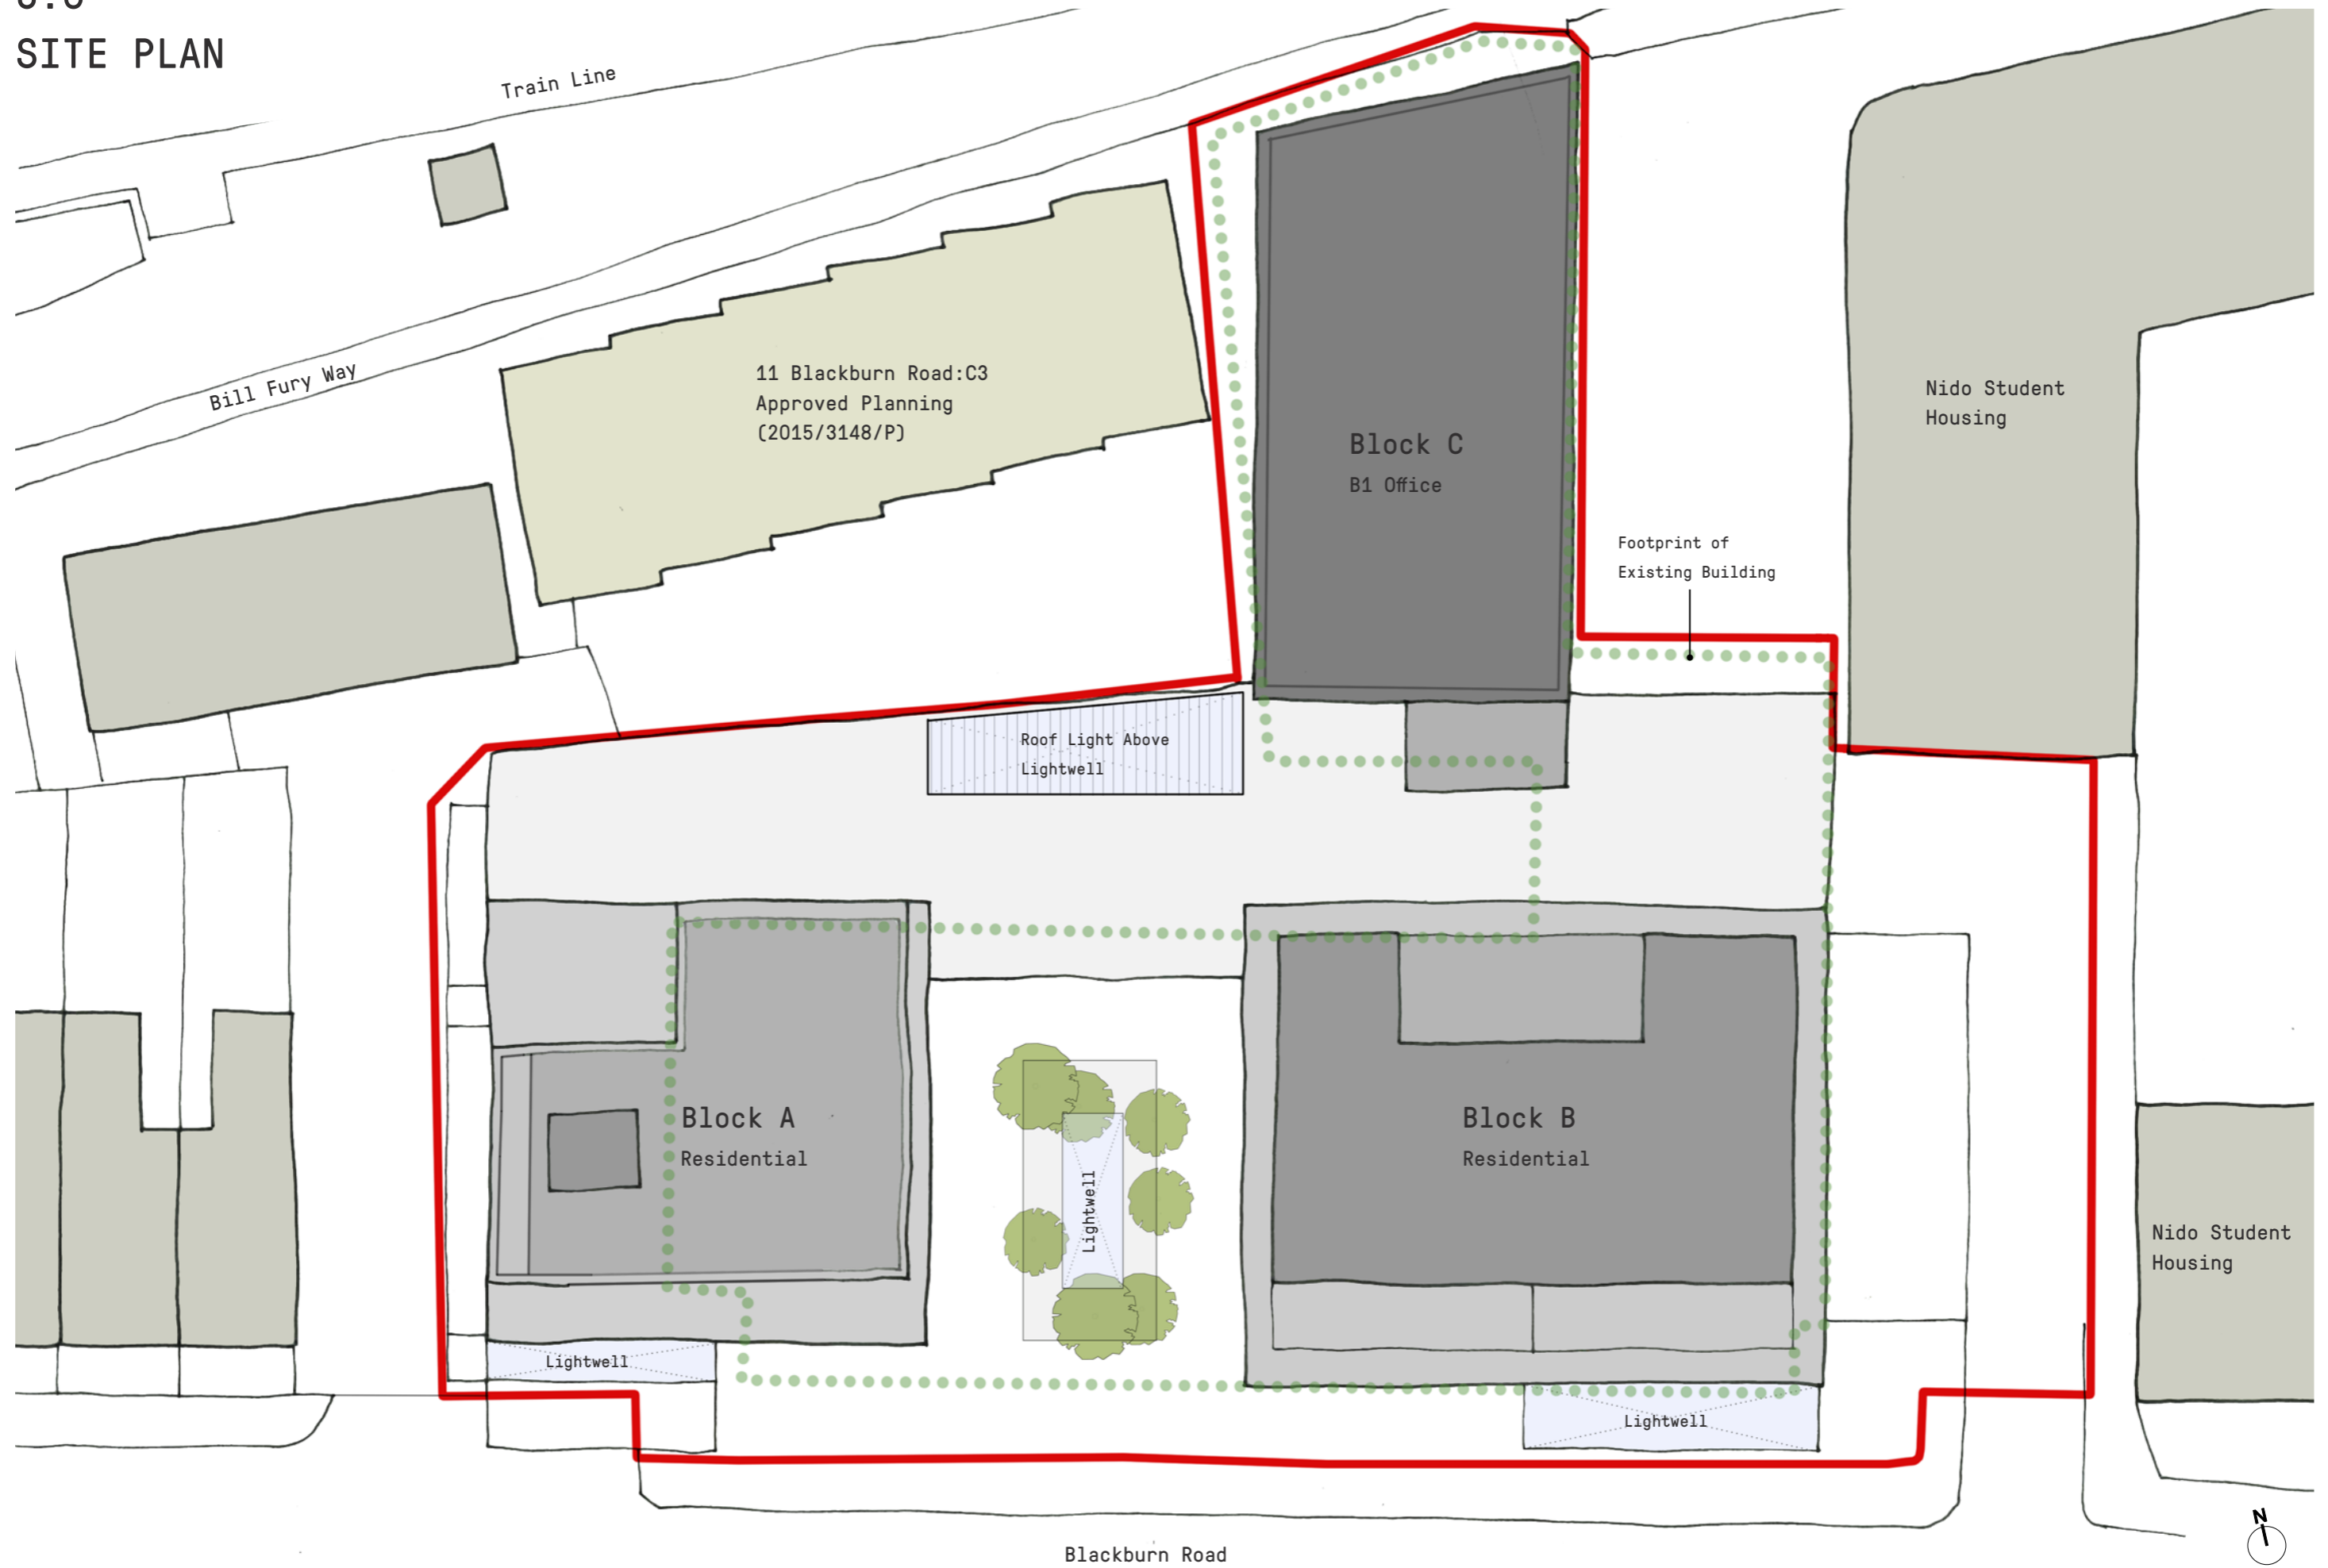 SITE PLAN
Train Line
Bill Fury Way
11 Blackburn Road:C3
Approved Planning
(2015/3148/P)
Block C
B1 Office
Nido Student
Housing
Footprint of
Existing Building
Roof Light Above
Lightwell
Block A
Residential
Lightwell
Block B
Residential
Nido Student
Housing
Lightwell
Lightwell
Blackburn Road
N